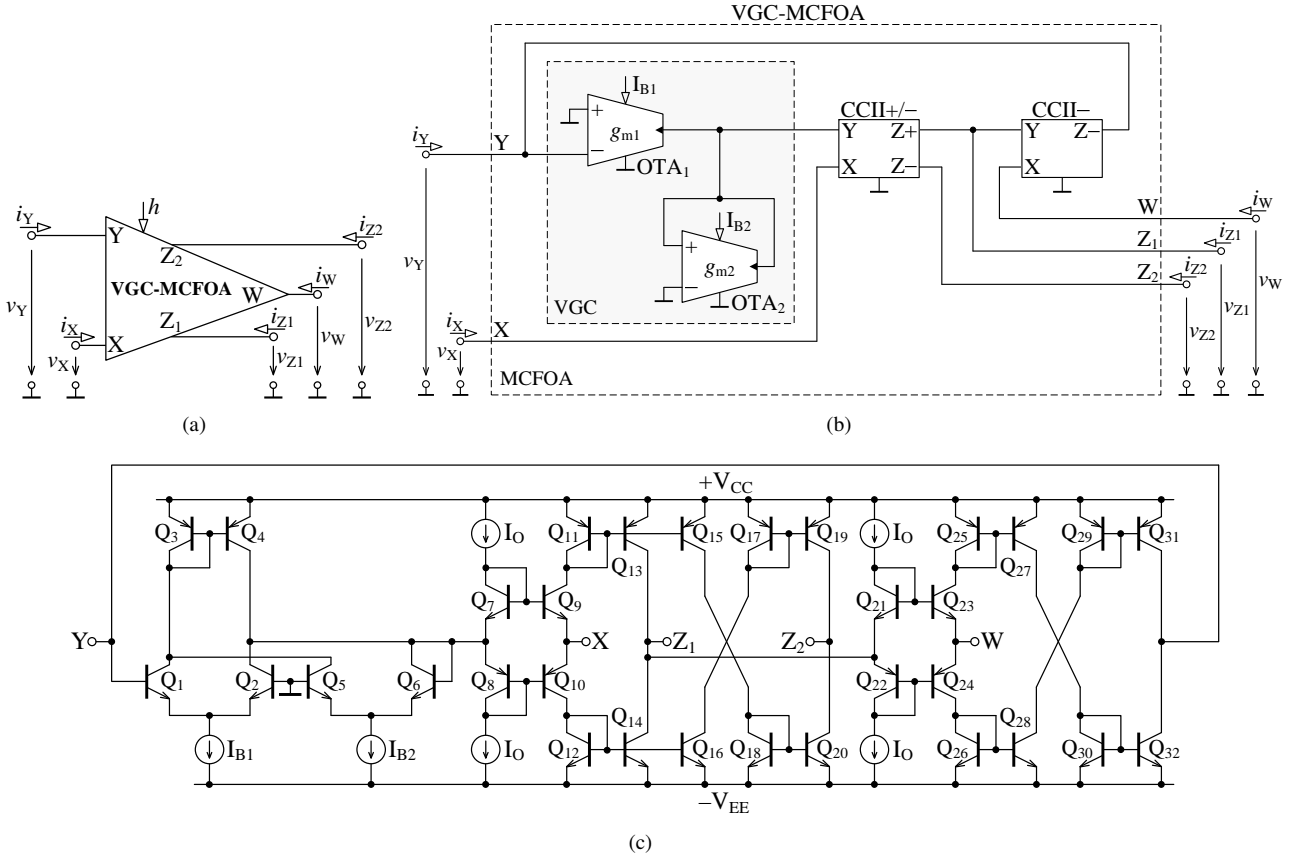 VGC-MCFOA
h
i_Y
Y
Z_2
i_Z2
VGC-MCFOA
W
i_W
v_Y
i_X
X
Z_1
i_Z1
v_X
v_Z1
v_W
v_Z2
(a)
I_B1
+
g_m1
−
OTA_1
I_B2
+
g_m2
−
OTA_2
VGC
i_Y
Y
v_Y
i_X
X
v_X
MCFOA
CCII+/−
Y Z+
X Z−
CCII−
Y Z−
X
W
i_W
Z_1
i_Z1
Z_2
i_Z2
v_Z2
v_Z1
v_W
(b)
+V_CC
Q_3
Q_4
I_O
Q_11
Q_13
Q_15
Q_17
Q_19
I_O
Q_25
Q_27
Q_29
Q_31
Q_7
Q_9
Q_21
Q_23
Y
X
Z_1
Z_2
W
Q_1
Q_2
Q_5
Q_6
Q_8
Q_10
Q_22
Q_24
I_B1
I_B2
I_O
Q_12
Q_14
Q_16
Q_18
Q_20
I_O
Q_26
Q_28
Q_30
Q_32
−V_EE
(c)